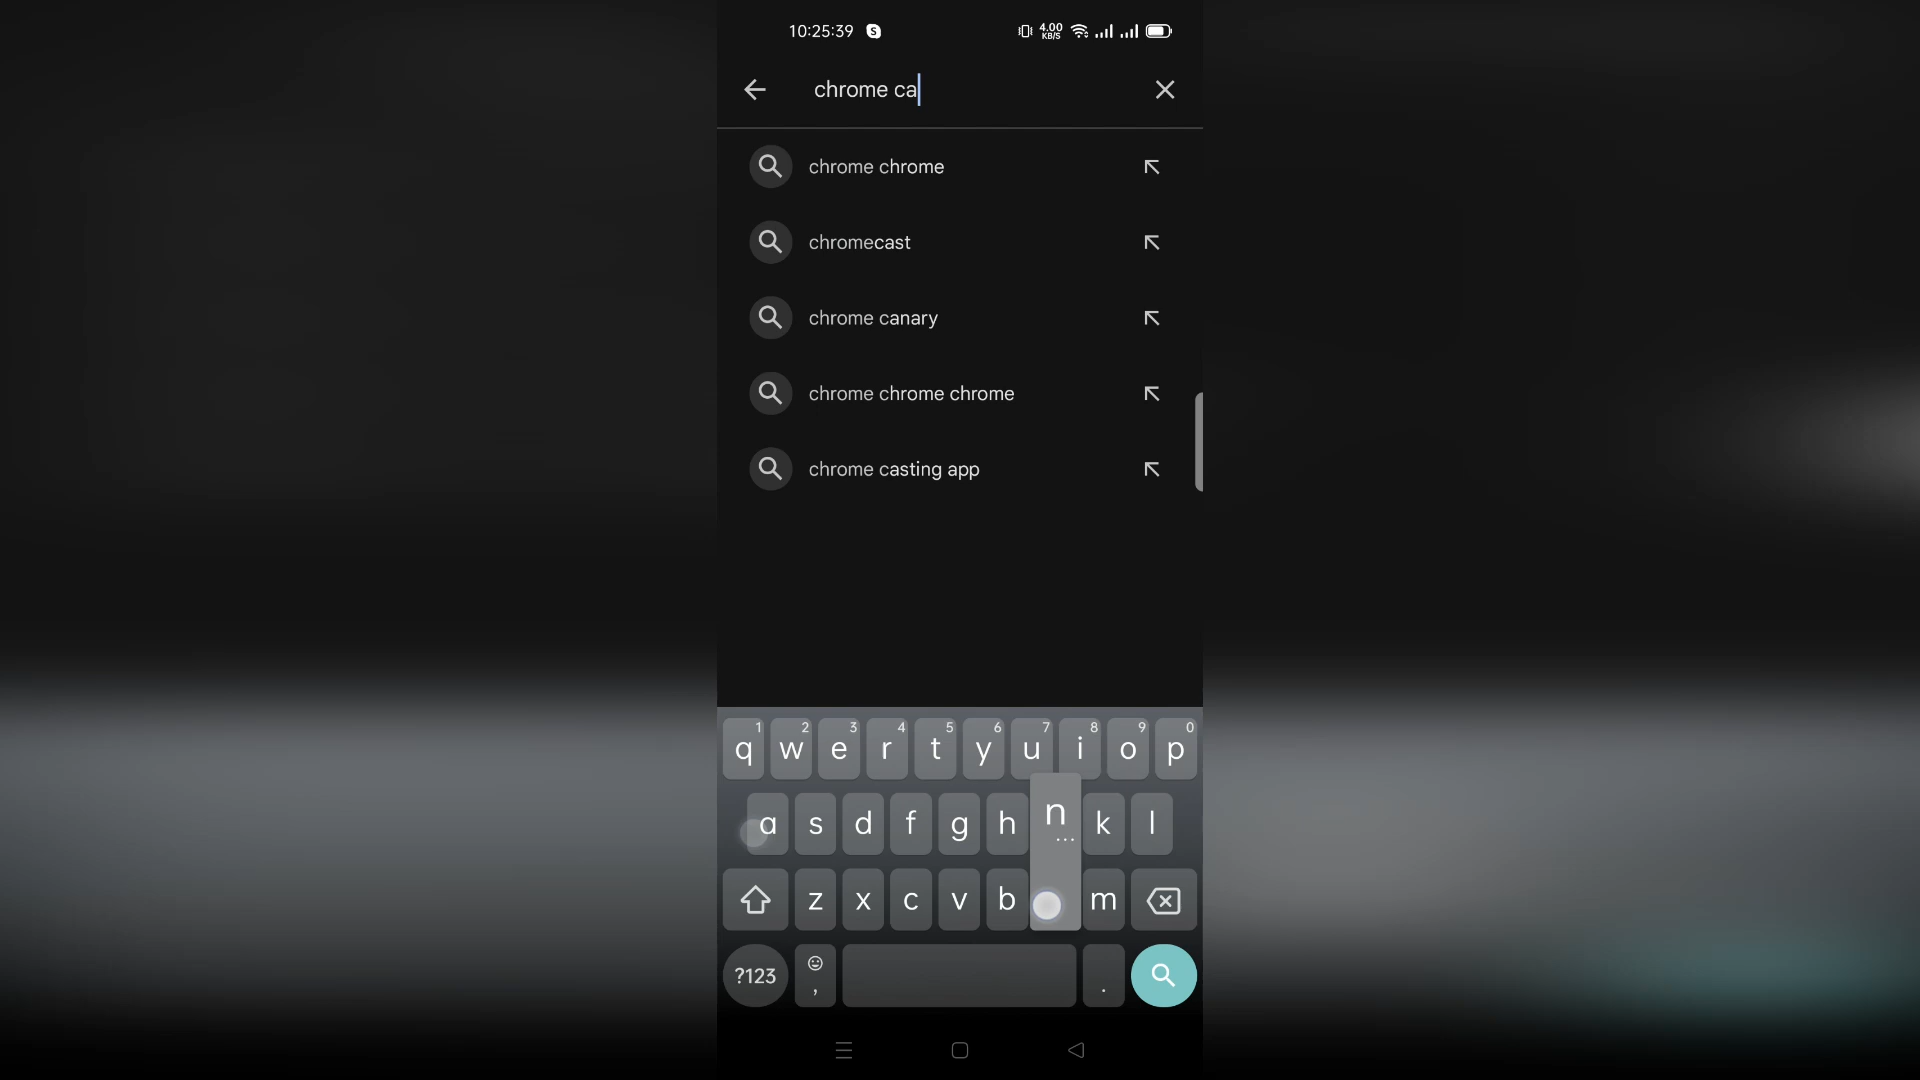 10:25:39 S 4.00 KB/S
chrome ca
chrome chrome
chromecast
chrome canary
chrome chrome chrome
chrome casting app
1 2 3 4 5 6 7 8 9 0
q w e r t y u i o p
a s d f g h n k l
...
z x c v b m
?123 , .